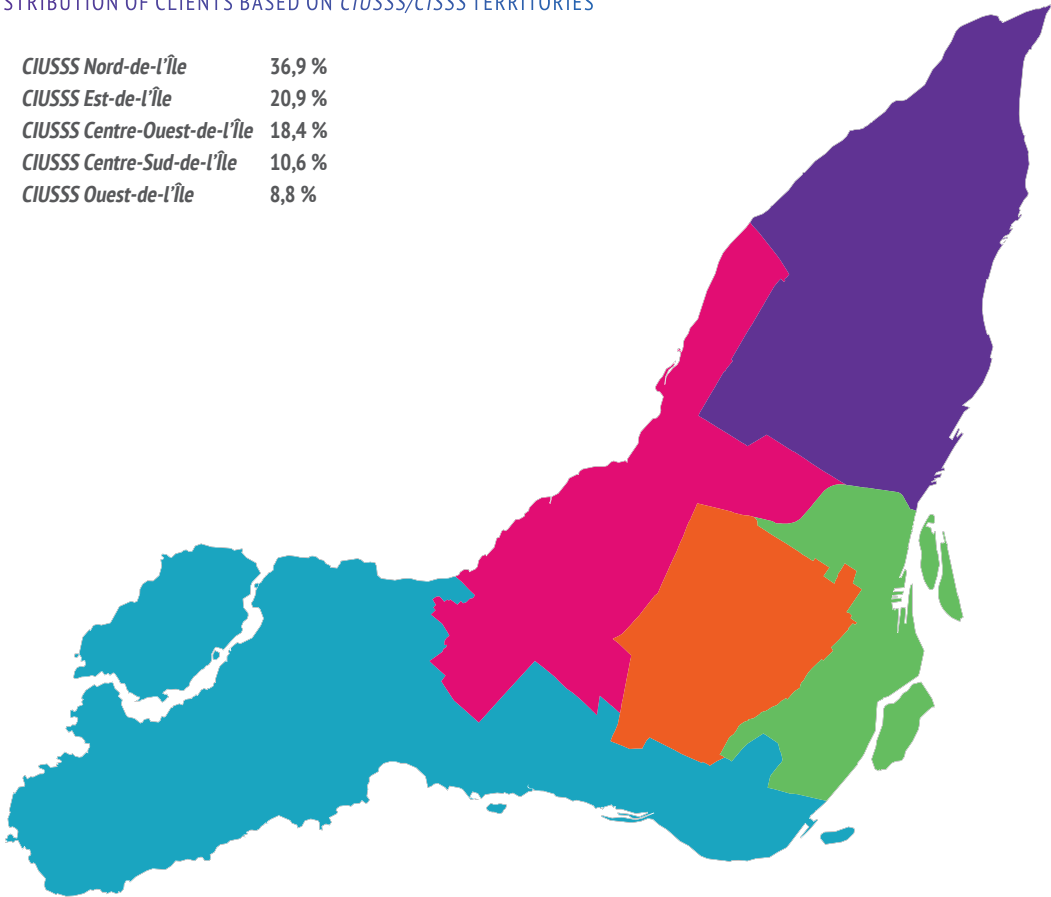 STRIBUTION OF CLIENTS BASED ON CIUSSS/CISSS TERRITORIES
CIUSSS Nord-de-l’Île 36,9 %
CIUSSS Est-de-l’Île 20,9 %
CIUSSS Centre-Ouest-de-l’Île 18,4 %
CIUSSS Centre-Sud-de-l’Île 10,6 %
CIUSSS Ouest-de-l’Île 8,8 %